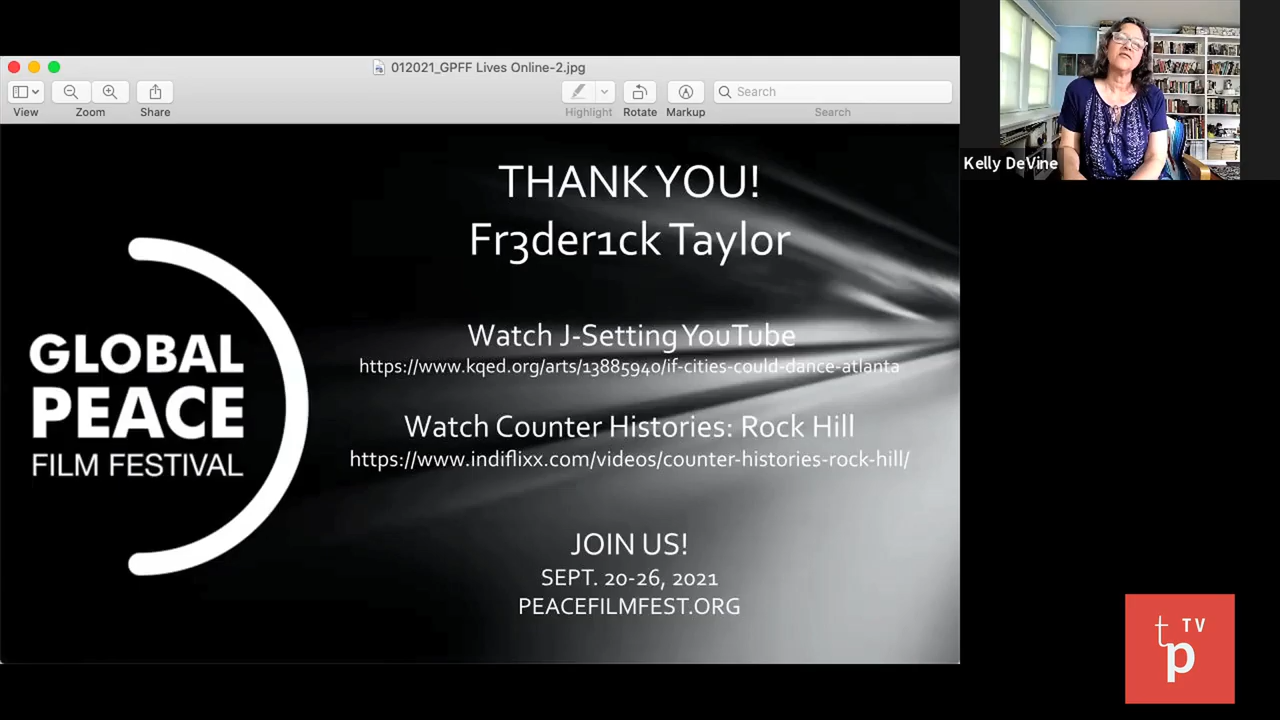 012021_GPFF Lives Online-2.jpg
View
Zoom
Share
Highlight
Rotate
Markup
Search
Search
THANK YOU!
Fr3der1ck Taylor
Watch J-Setting YouTube
https://www.kqed.org/arts/13885940/if-cities-could-dance-atlanta
Watch Counter Histories: Rock Hill
https://www.indiflixx.com/videos/counter-histories-rock-hill/
JOIN US!
SEPT. 20-26, 2021
PEACEFILMFEST.ORG
GLOBAL
PEACE
FILM FESTIVAL
Kelly DeVine
tp TV